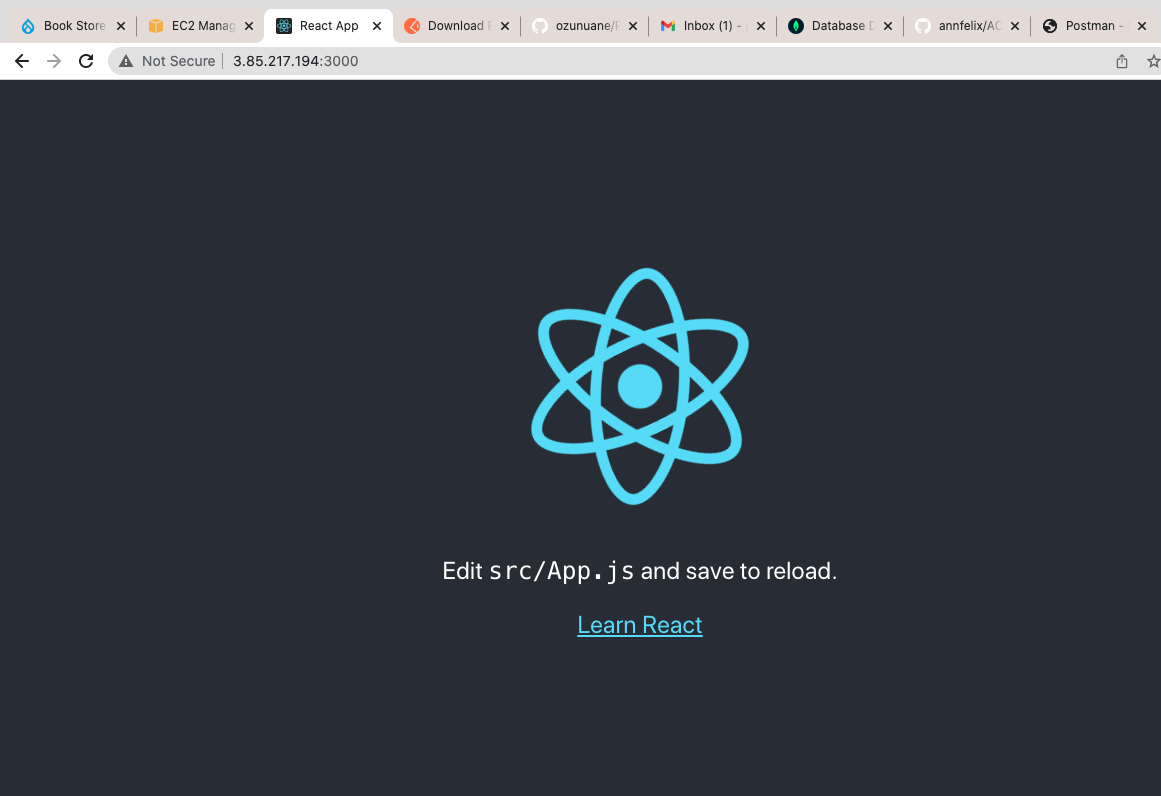 Book Store
EC2 Manag
React App
Download
ozunuane/
Inbox (1) -
Database
annfelix/AC
Postman -
Not Secure
3.85.217.194:3000
Edit src/App.js and save to reload.
Learn React